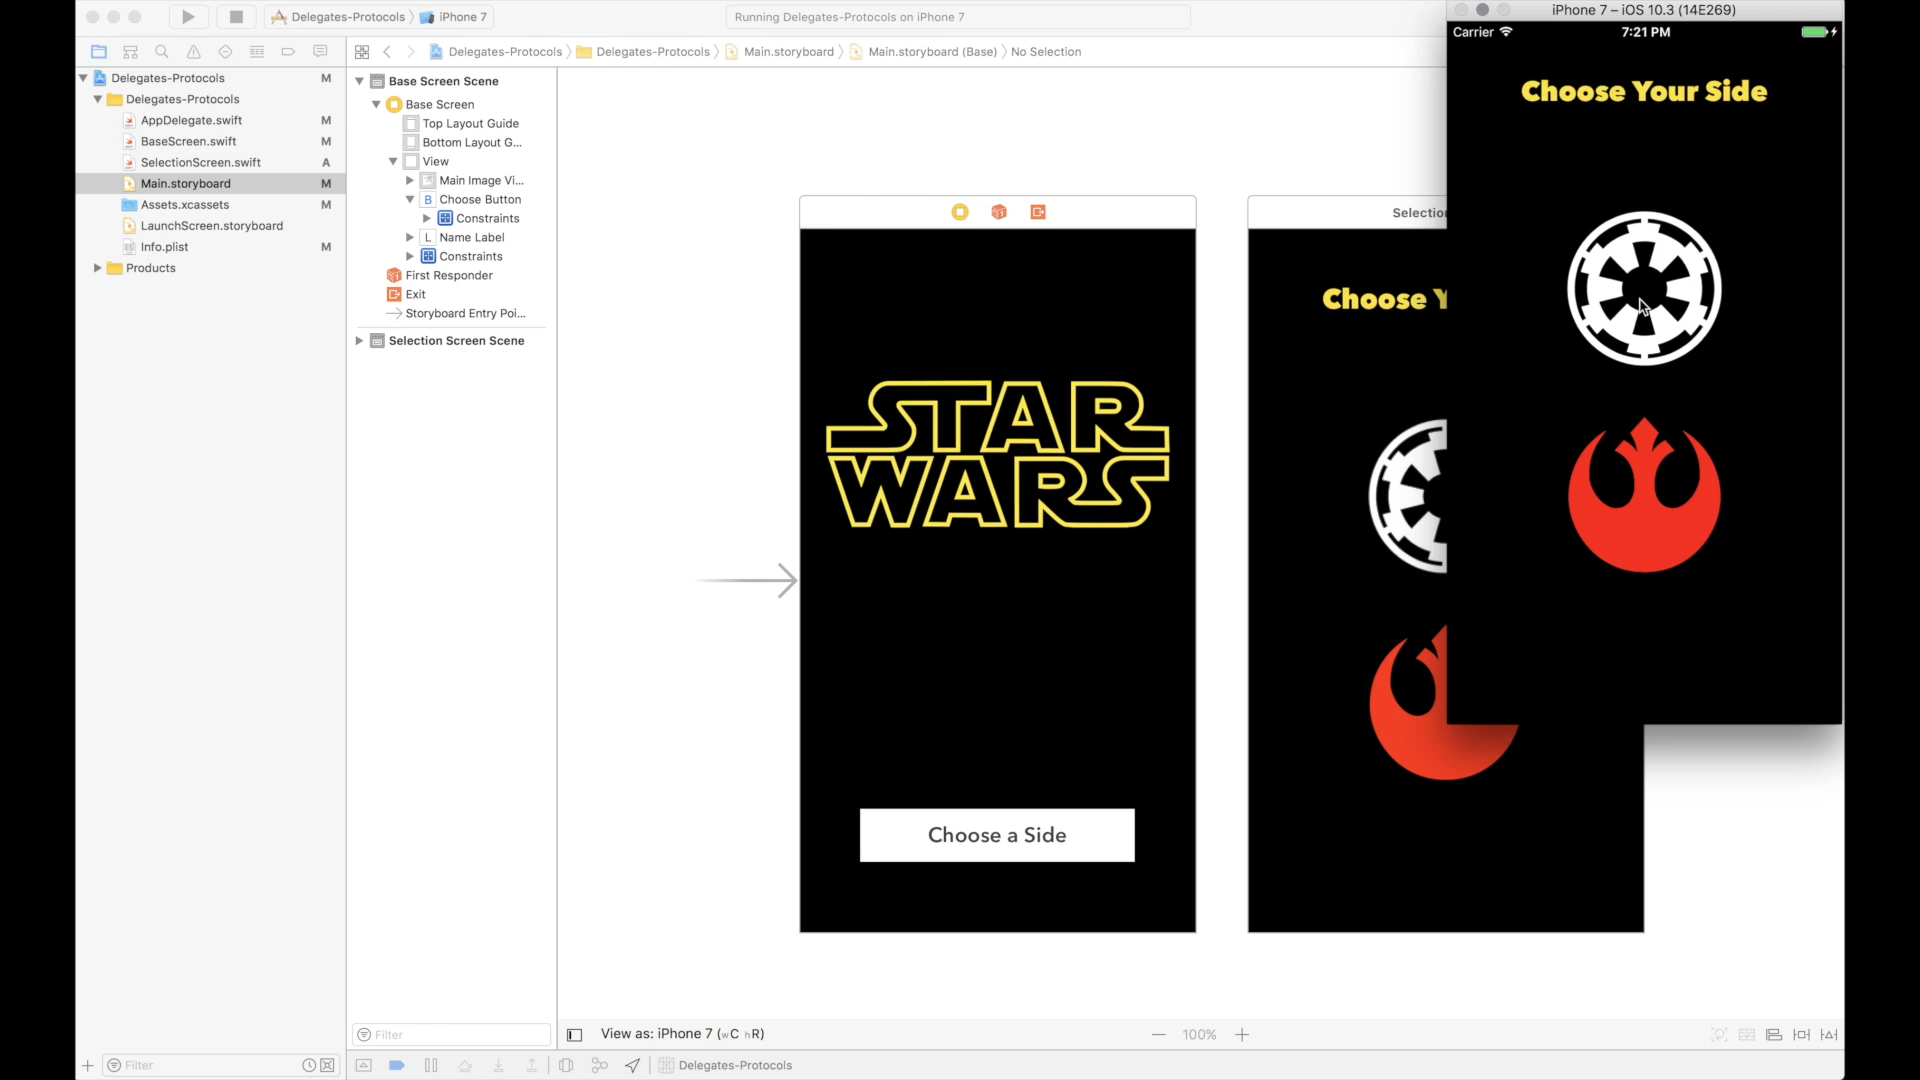 Delegates-Protocols
iPhone 7
Running Delegates-Protocols on iPhone 7
iPhone 7 – iOS 10.3 (14E269)
Delegates-Protocols
Delegates-Protocols
Main.storyboard
Main.storyboard (Base)
No Selection
Carrier
7:21 PM
Delegates-Protocols M
Delegates-Protocols
AppDelegate.swift M
BaseScreen.swift M
SelectionScreen.swift A
Main.storyboard M
Assets.xcassets M
LaunchScreen.storyboard
Info.plist M
Products
Base Screen Scene
Base Screen
Top Layout Guide
Bottom Layout G...
View
Main Image Vi...
B Choose Button
Constraints
L Name Label
Constraints
First Responder
Exit
Storyboard Entry Poi...
Selection Screen Scene
STAR
WARS
Choose a Side
Selectio
Choose Y
Choose Your Side
Filter
View as: iPhone 7 (wC hR)
100%
Filter
Delegates-Protocols